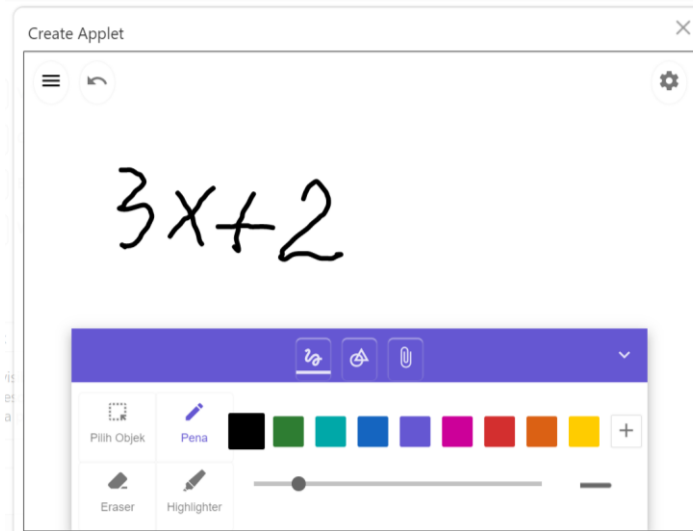 Create Applet
3x+2
Pilih Objek
Pena
Eraser
Highlighter